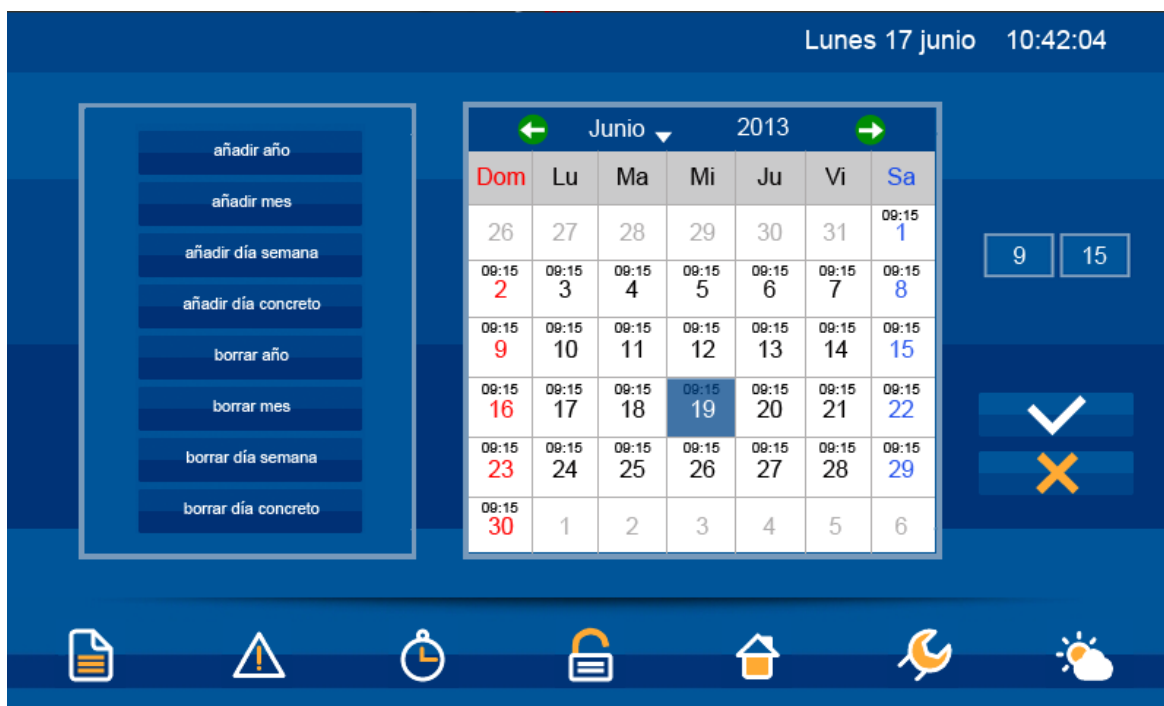 Lunes 17 junio 10:42:04
añadir año
añadir mes
añadir día semana
añadir día concreto
borrar año
borrar mes
borrar día semana
borrar día concreto
Junio 2013
Dom Lu Ma Mi Ju Vi Sa
09:15
26 27 28 29 30 31 1
09:15 09:15 09:15 09:15 09:15 09:15 09:15
2 3 4 5 6 7 8
09:15 09:15 09:15 09:15 09:15 09:15 09:15
9 10 11 12 13 14 15
09:15 09:15 09:15 09:15 09:15 09:15 09:15
16 17 18 19 20 21 22
09:15 09:15 09:15 09:15 09:15 09:15 09:15
23 24 25 26 27 28 29
09:15
30 1 2 3 4 5 6
9 15